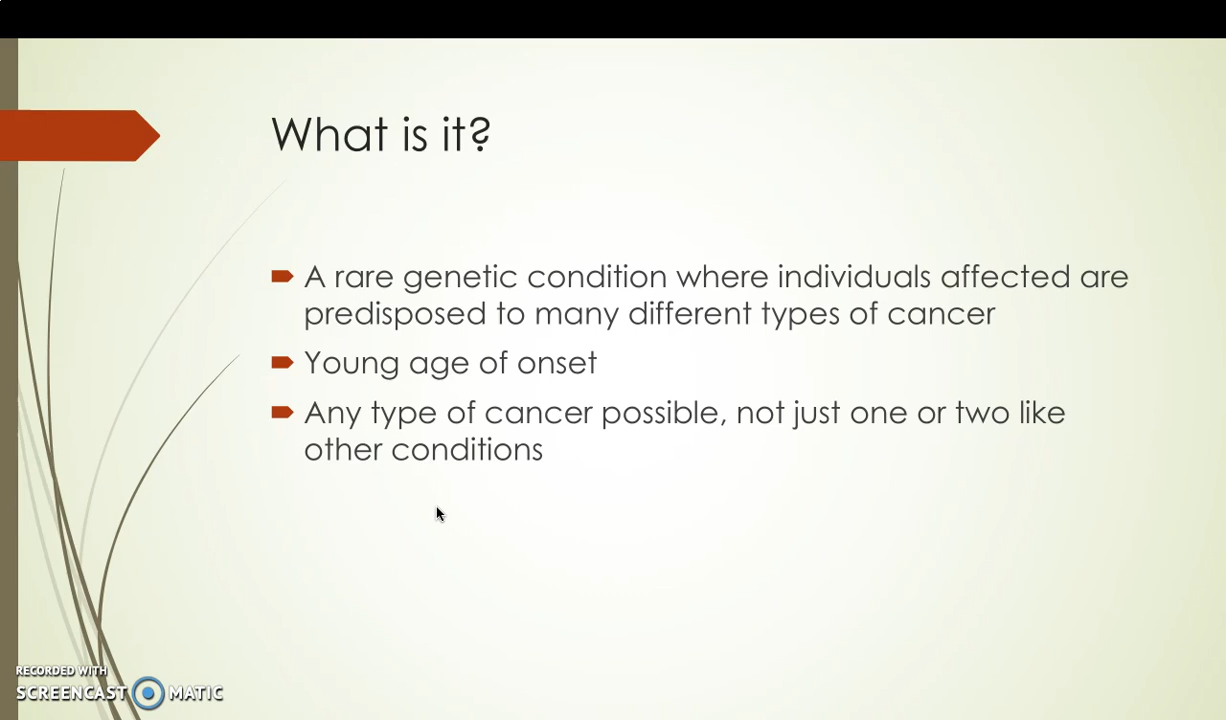 What is it?
A rare genetic condition where individuals affected are
predisposed to many different types of cancer
Young age of onset
Any type of cancer possible, not just one or two like
other conditions
RECORDED WITH
SCREENCAST MATIC